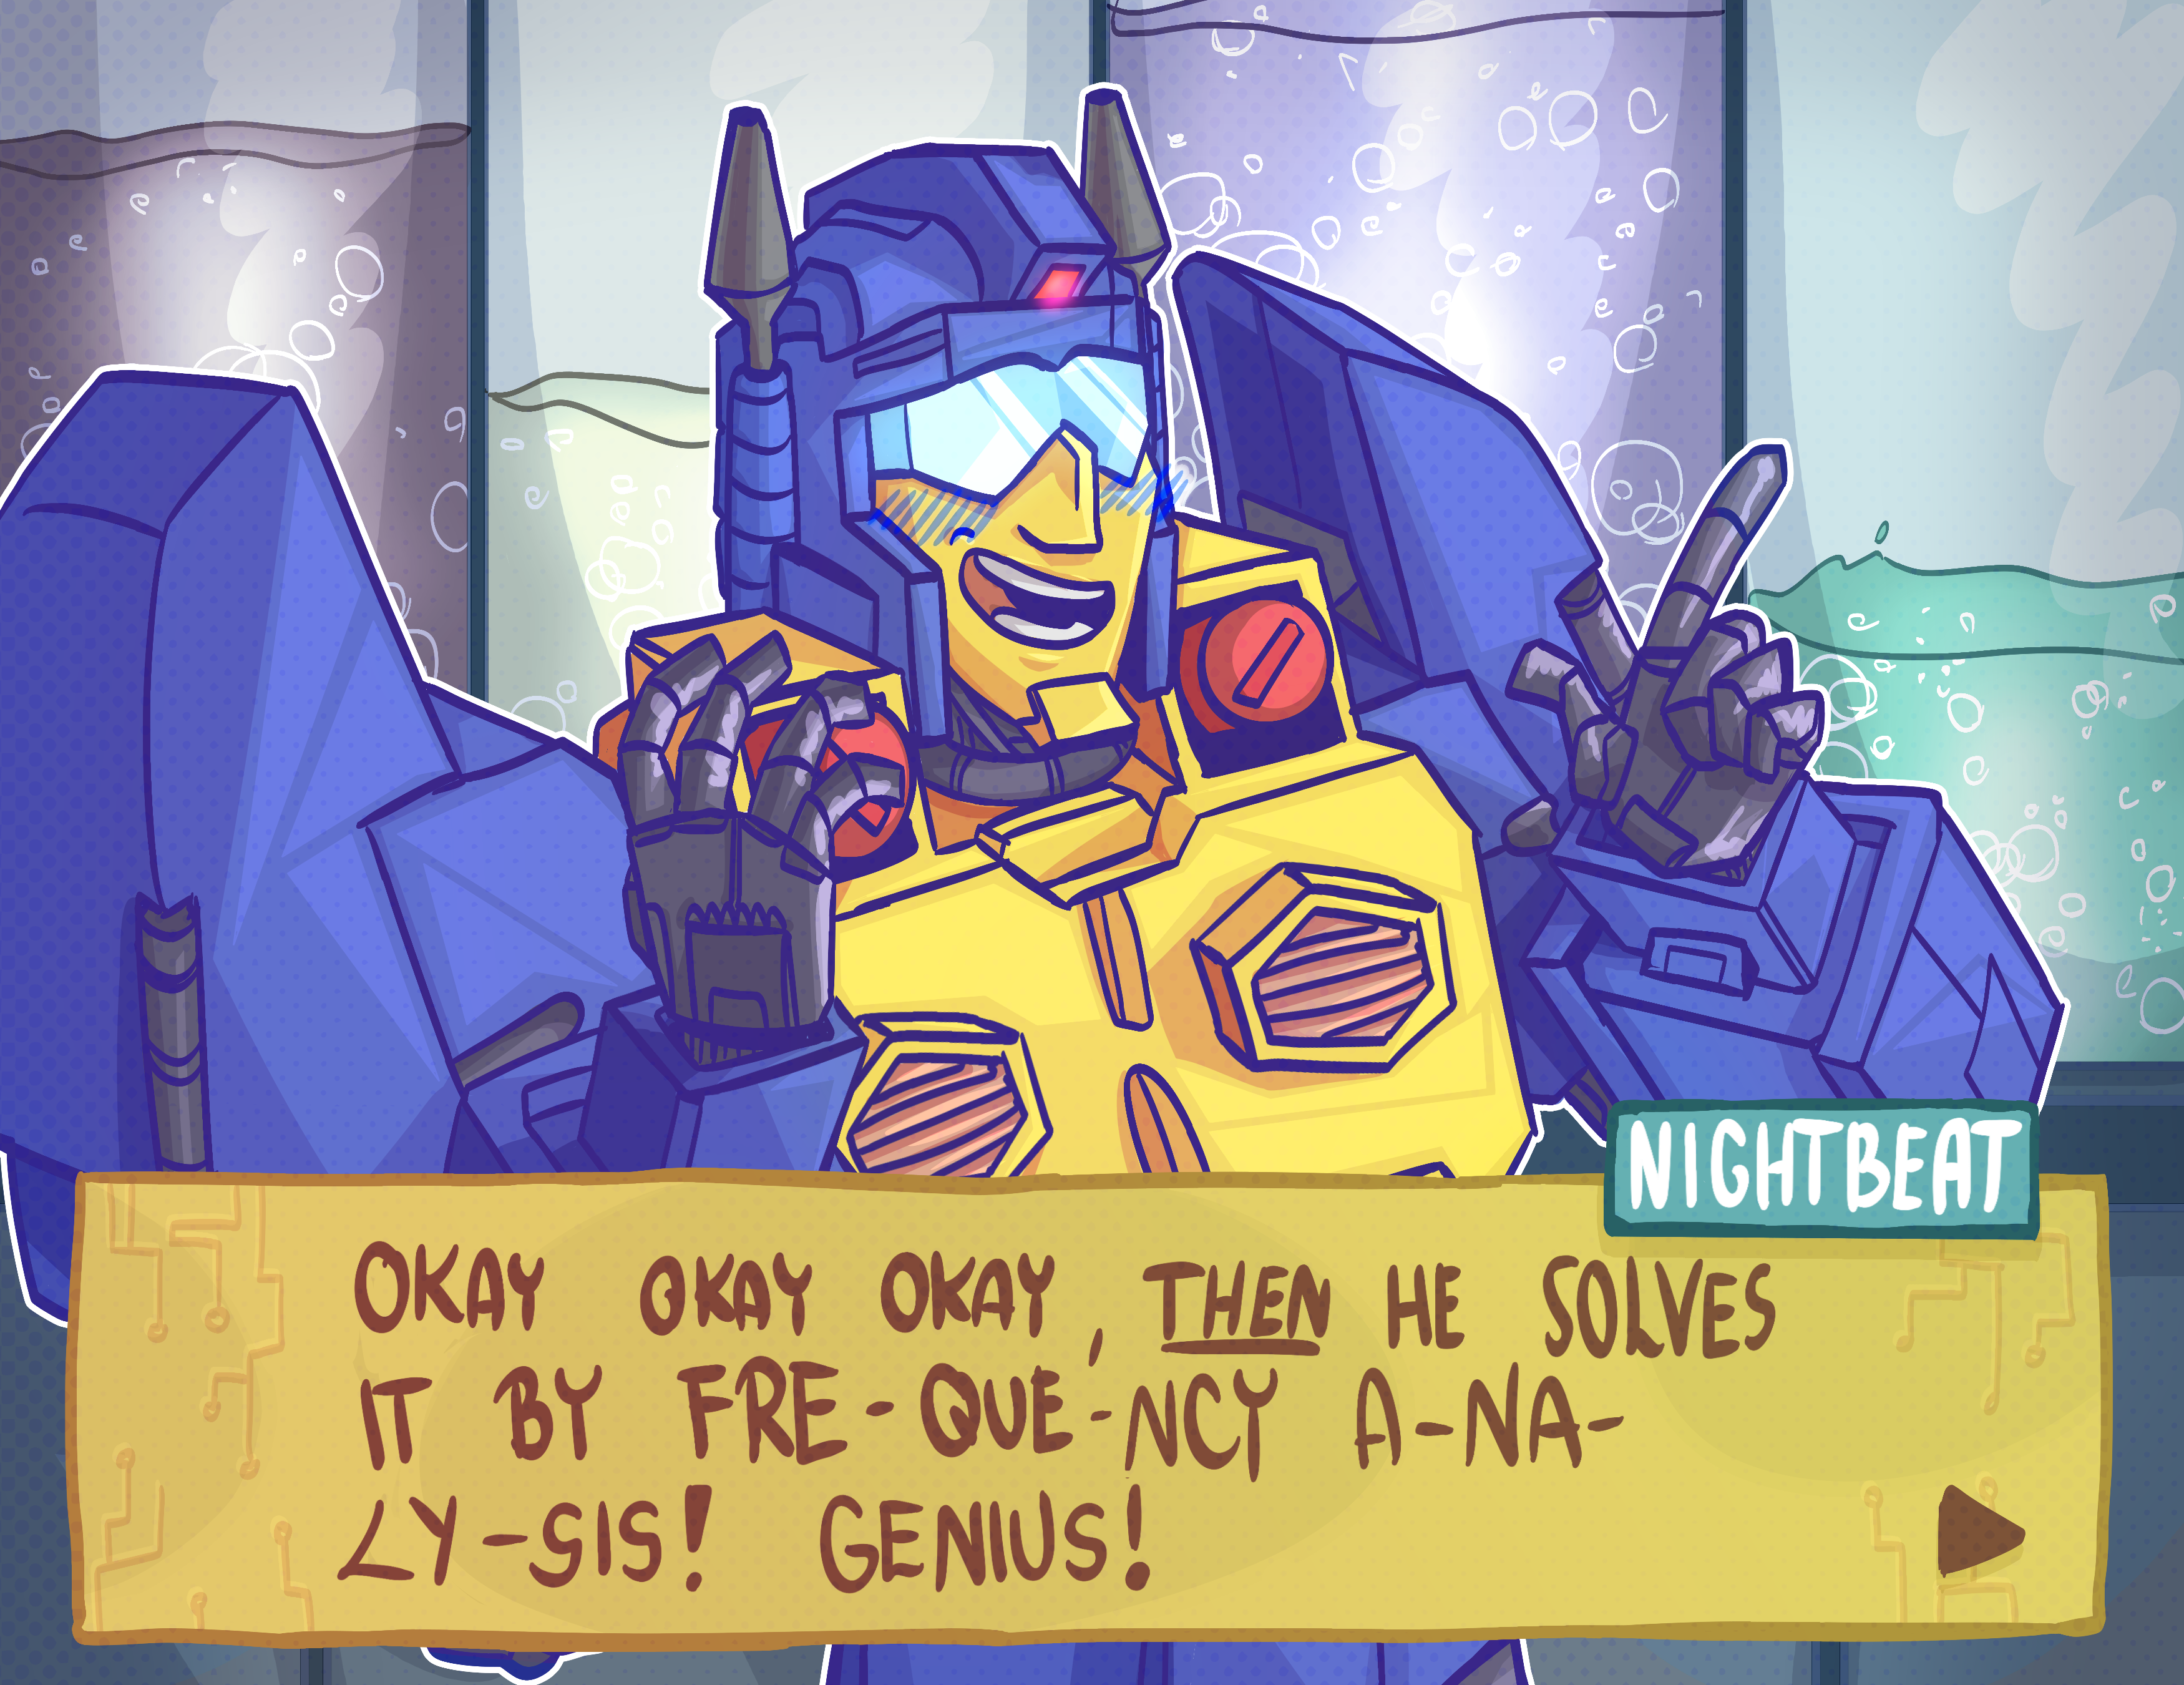 NIGHTBEAT
OKAY OKAY OKAY, THEN HE SOLVES
IT BY FRE-QUE-NCY A-NA-
LY-SIS! GENIUS!